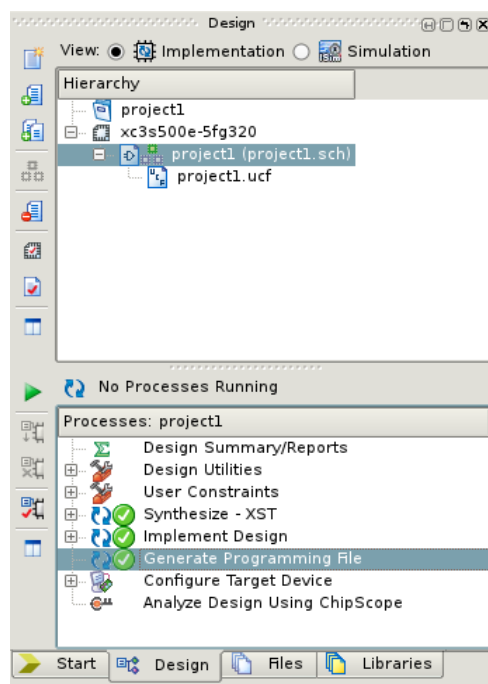 Design
View: Implementation Simulation
Hierarchy
project1
xc3s500e-5fg320
project1 (project1.sch)
project1.ucf
No Processes Running
Processes: project1
Design Summary/Reports
Design Utilities
User Constraints
Synthesize - XST
Implement Design
Generate Programming File
Configure Target Device
Analyze Design Using ChipScope
Start Design Files Libraries